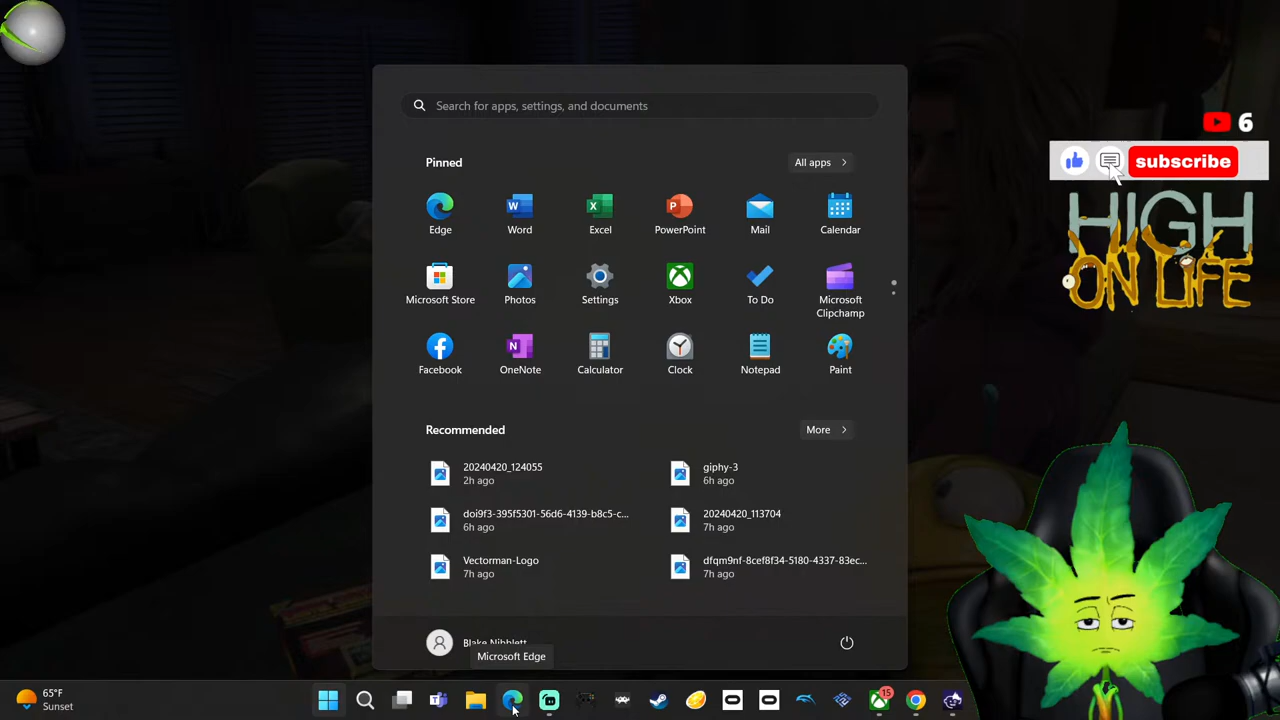 Search for apps, settings, and documents
6
subscribe
HIGH
ON LIFE
Pinned
All apps
Edge
Word
Excel
PowerPoint
Mail
Calendar
Microsoft Store
Photos
Settings
Xbox
To Do
Microsoft
Clipchamp
Facebook
OneNote
Calculator
Clock
Notepad
Paint
Recommended
More
20240420_124055
2h ago
giphy-3
6h ago
doi9f3-395f5301-56d6-4139-b8c5-c...
6h ago
20240420_113704
7h ago
Vectorman-Logo
7h ago
dfqm9nf-8cef8f34-5180-4337-83ec...
7h ago
Blake Nibblett
Microsoft Edge
65°F
Sunset
15